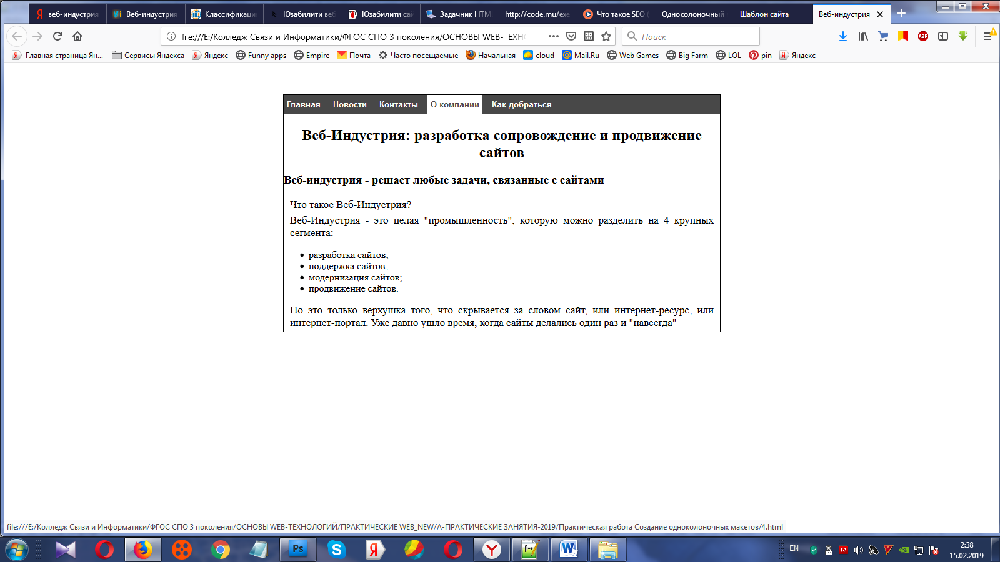 веб-индустрия
Веб-индустрия
Классификаци
Юзабилити веб
Юзабилити сай
Задачник HTML
http://code.mu/exe
Что такое SEO (
Одноколоночный
Шаблон сайта
Веб-индустрия
file:///E:/Колледж Связи и Информатики/ФГОС СПО 3 поколения/ОСНОВЫ WEB-ТЕХНО
Поиск
ABP
Главная страница Ян...
Сервисы Яндекса
Яндекс
Funny apps
Empire
Почта
Часто посещаемые
Начальная
cloud
Mail.Ru
Web Games
Big Farm
LOL
pin
Яндекс
Главная Новости Контакты О компании Как добраться
Веб-Индустрия: разработка сопровождение и продвижение
сайтов
Веб-индустрия - решает любые задачи, связанные с сайтами
Что такое Веб-Индустрия?
Веб-Индустрия - это целая "промышленность", которую можно разделить на 4 крупных
сегмента:
разработка сайтов;
поддержка сайтов;
модернизация сайтов;
продвижение сайтов.
Но это только верхушка того, что скрывается за словом сайт, или интернет-ресурс, или
интернет-портал. Уже давно ушло время, когда сайты делались один раз и "навсегда"
file:///E:/Колледж Связи и Информатики/ФГОС СПО 3 поколения/ОСНОВЫ WEB-ТЕХНОЛОГИЙ/ПРАКТИЧЕСКИЕ WEB_NEW/А-ПРАКТИЧЕСКИЕ ЗАНЯТИЯ-2019/Практическая работа Создание одноколоночных макетов/4.html
Ps
EN
2:38
15.02.2019